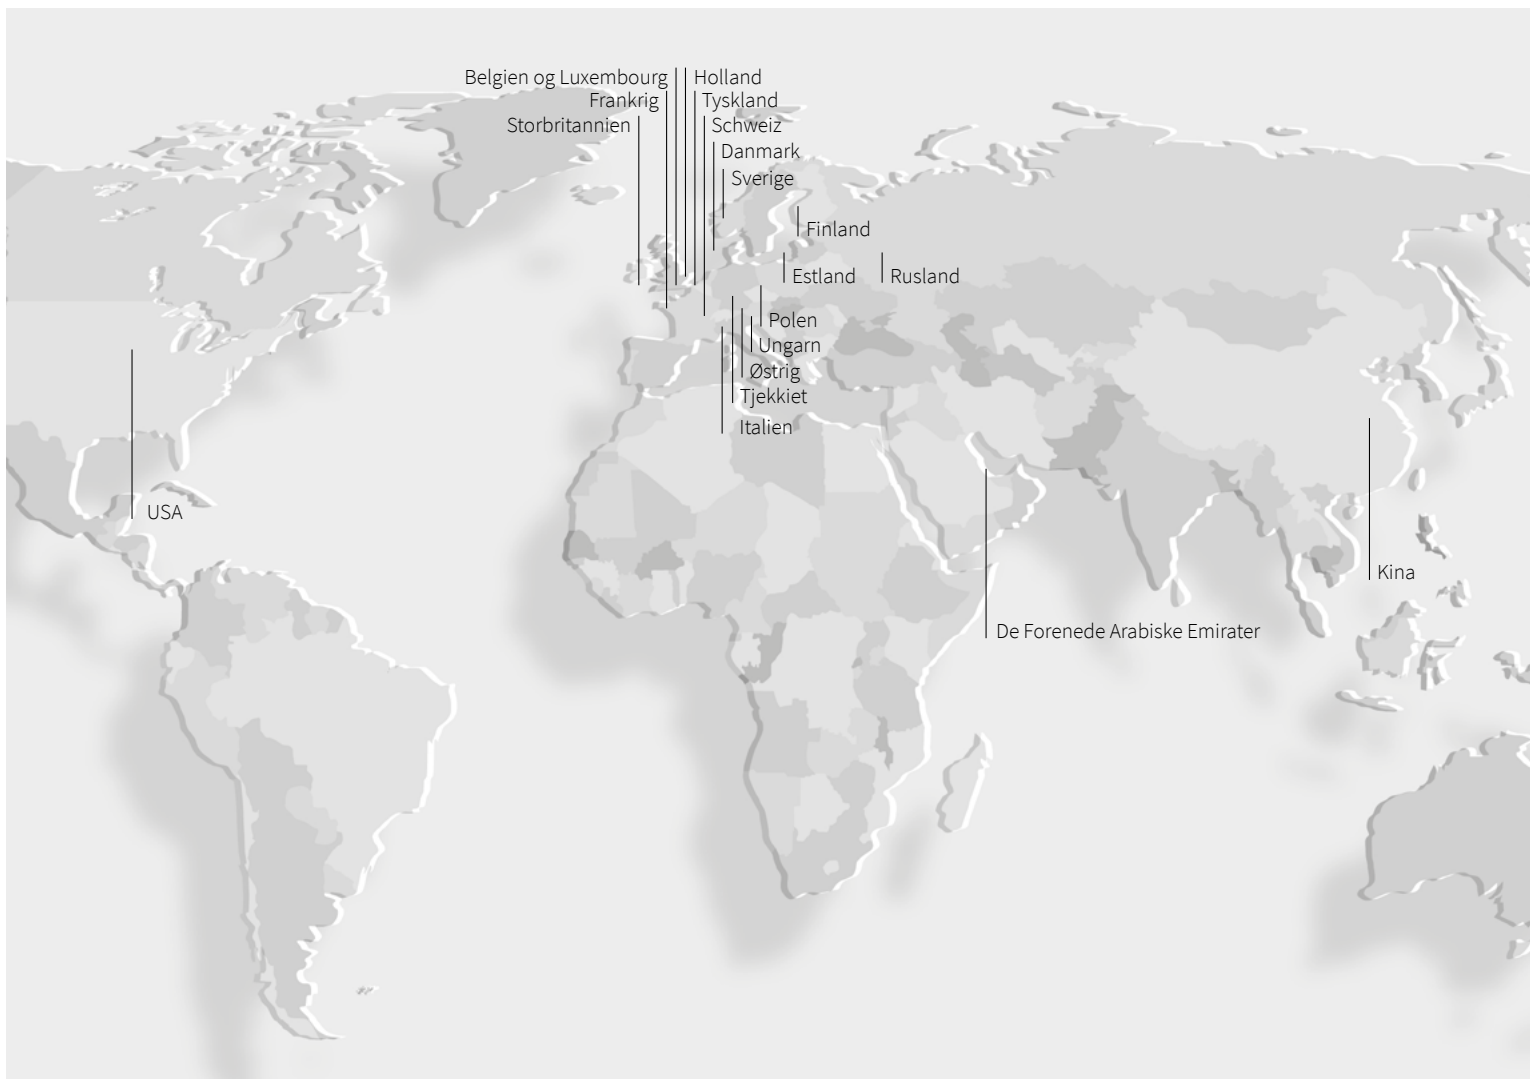 Belgien og Luxembourg
Holland
Frankrig
Tyskland
Storbritannien
Schweiz
Danmark
Sverige
Finland
Estland
Rusland
Polen
Ungarn
Østrig
Tjekkiet
Italien
USA
Kina
De Forenede Arabiske Emirater